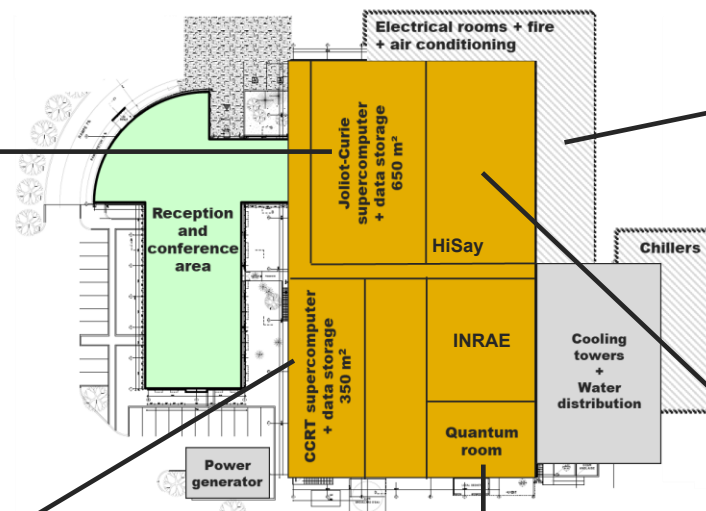 Electrical rooms + fire
+ air conditioning
Joliot-Curie
supercomputer
+ data storage
650 m²
HiSay
Reception
and
conference
area
Chillers
CCRT supercomputer
+ data storage
350 m²
INRAE
Cooling
towers
+
Water
distribution
Quantum
room
Power
generator